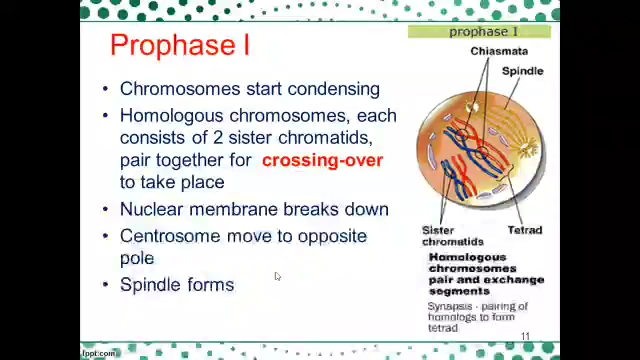 Prophase I
• Chromosomes start condensing
• Homologous chromosomes, each
consists of 2 sister chromatids,
pair together for crossing-over
to take place
• Nuclear membrane breaks down
• Centrosome move to opposite
pole
• Spindle forms
prophase I
Chiasmata
Spindle
Sister
chromatids
Tetrad
Homologous
chromosomes
pair and exchange
segments
Synapsis - pairing of
homologs to form
tetrad
11
fppt.com